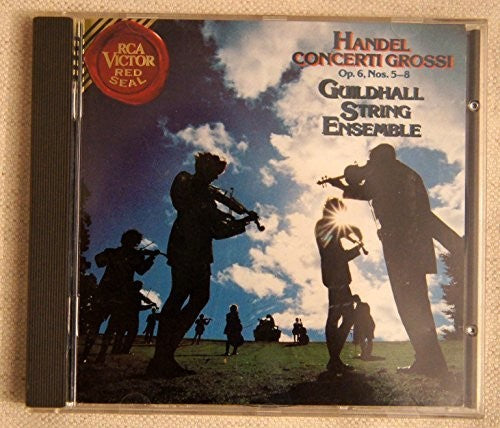 RCA
VICTOR
RED
SEAL
HANDEL
CONCERTI GROSSI
Op. 6, Nos. 5–8
GUILDHALL
STRING
ENSEMBLE